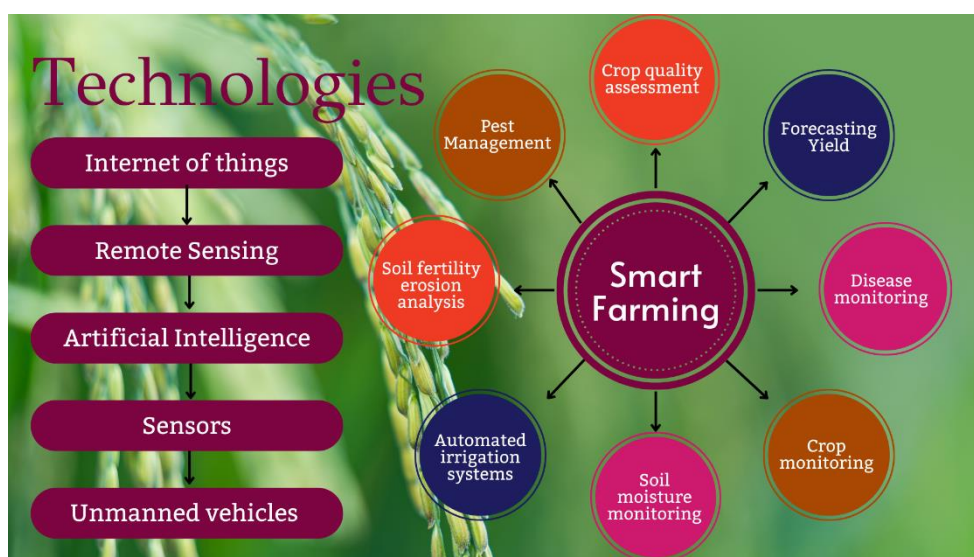 Technologies
Internet of things
Remote Sensing
Artificial Intelligence
Sensors
Unmanned vehicles
Smart
Farming
Crop quality
assessment
Forecasting
Yield
Disease
monitoring
Crop
monitoring
Soil
moisture
monitoring
Automated
irrigation
systems
Soil fertility
erosion
analysis
Pest
Management